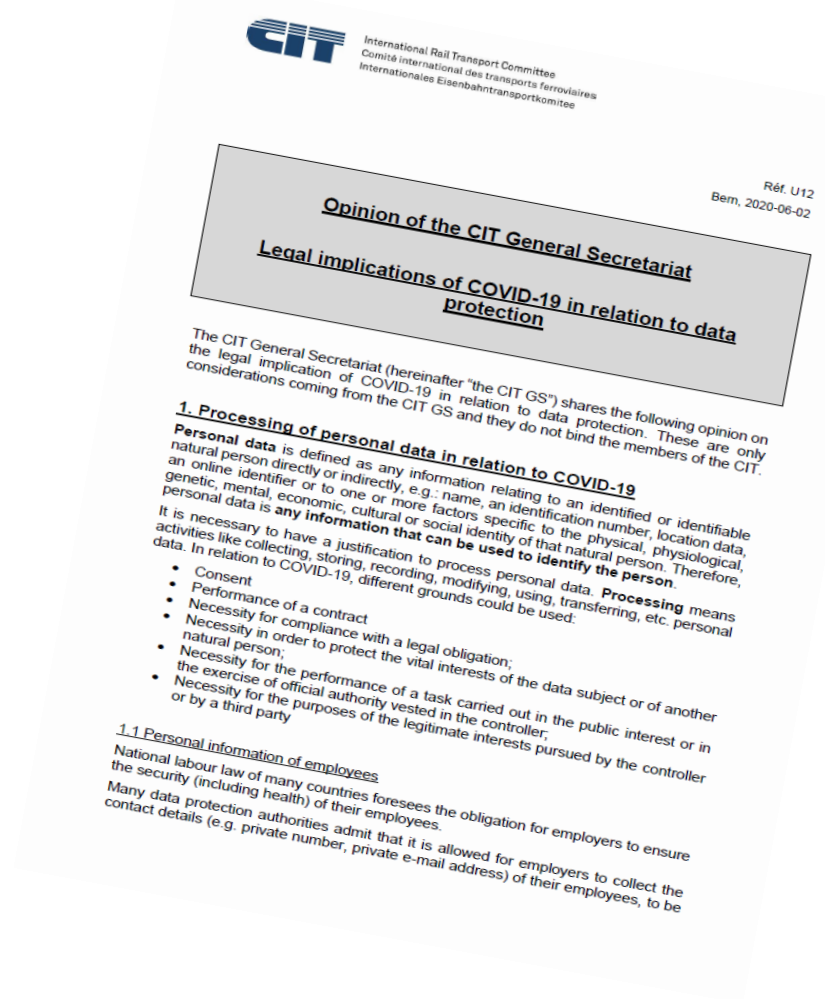 CIT
International Rail Transport Committee
Comité international des transports ferroviaires
Internationales Eisenbahntransportkomitee
Réf. U12
Bern, 2020-06-02
Opinion of the CIT General Secretariat
Legal implications of COVID-19 in relation to data
protection
The CIT General Secretariat (hereinafter “the CIT GS”) shares the following opinion on
the legal implication of COVID-19 in relation to data protection. These are only
considerations coming from the CIT GS and they do not bind the members of the CIT.
1. Processing of personal data in relation to COVID-19
Personal data is defined as any information relating to an identified or identifiable
natural person directly or indirectly, e.g.: name, an identification number, location data,
an online identifier or to one or more factors specific to the physical, physiological,
genetic, mental, economic, cultural or social identity of that natural person. Therefore,
personal data is any information that can be used to identify the person.
It is necessary to have a justification to process personal data. Processing means
activities like collecting, storing, recording, modifying, using, transferring, etc. personal
data. In relation to COVID-19, different grounds could be used:
• Consent
• Performance of a contract
• Necessity for compliance with a legal obligation;
• Necessity in order to protect the vital interests of the data subject or of another
natural person;
• Necessity for the performance of a task carried out in the public interest or in
the exercise of official authority vested in the controller;
• Necessity for the purposes of the legitimate interests pursued by the controller
or by a third party
1.1 Personal information of employees
National labour law of many countries foresees the obligation for employers to ensure
the security (including health) of their employees.
Many data protection authorities admit that it is allowed for employers to collect the
contact details (e.g. private number, private e-mail address) of their employees, to be